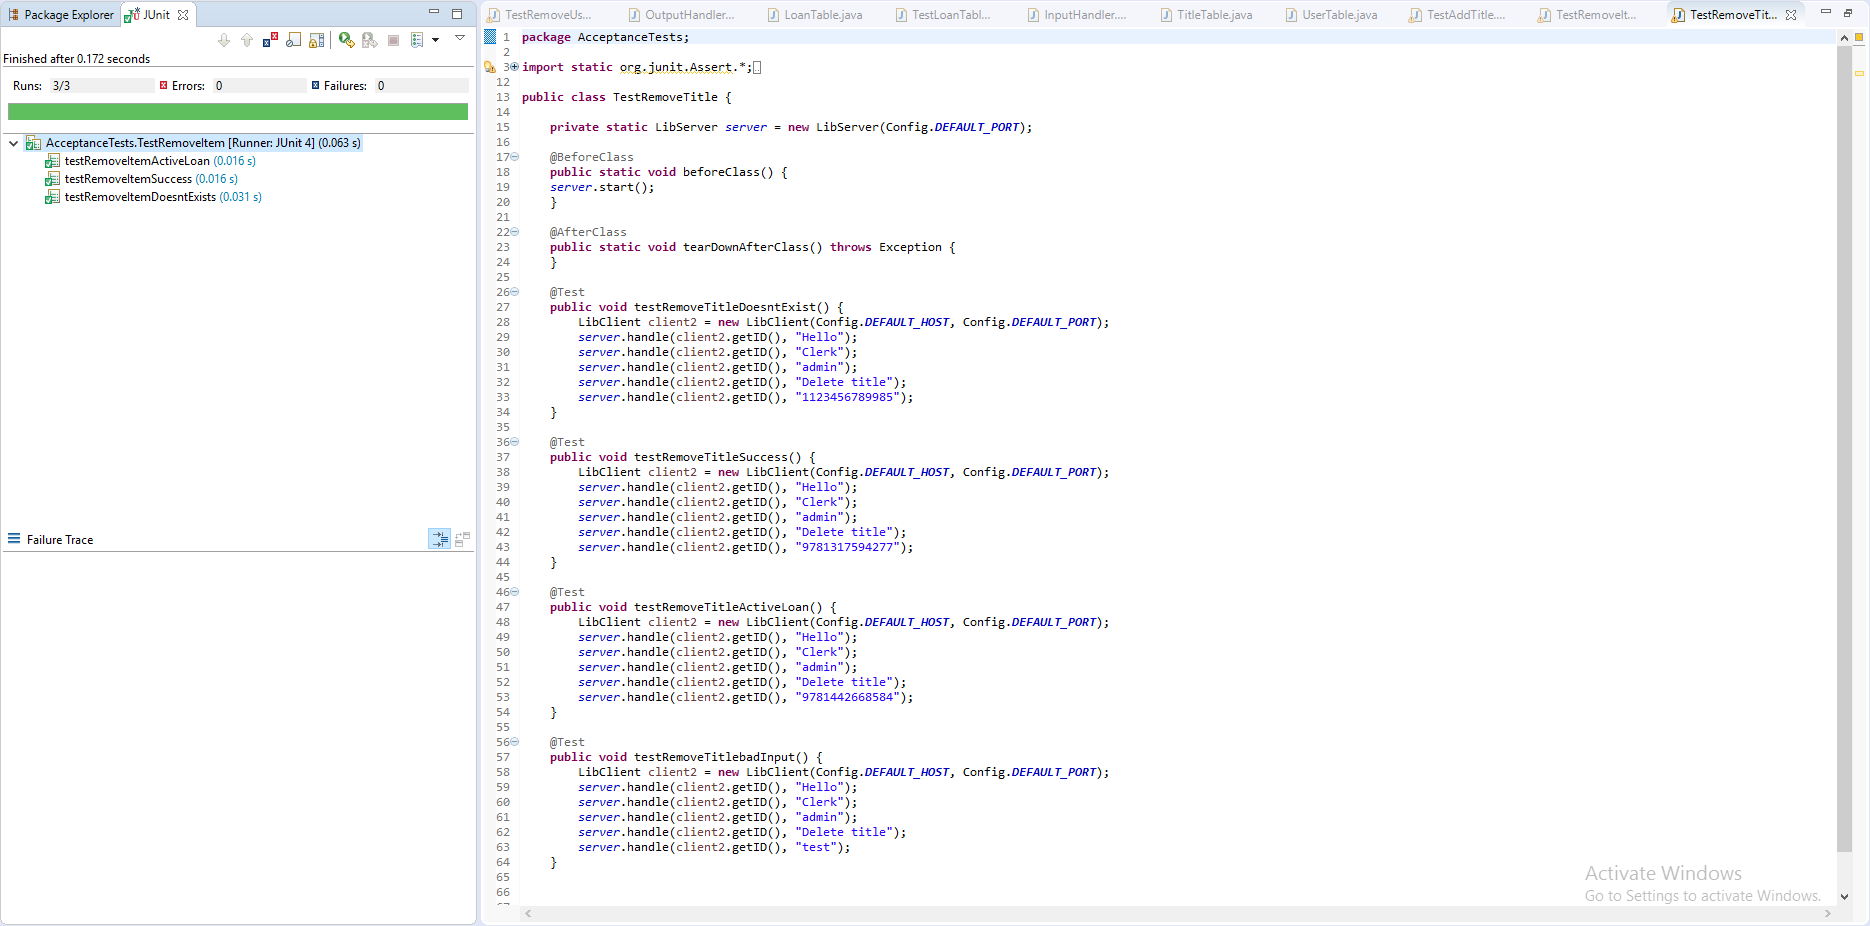 Package Explorer JUnit
Finished after 0.172 seconds
Runs: 3/3 Errors: 0 Failures: 0
AcceptanceTests.TestRemoveItem [Runner: JUnit 4] (0.063 s)
testRemoveItemActiveLoan (0.016 s)
testRemoveItemSuccess (0.016 s)
testRemoveItemDoesntExists (0.031 s)
Failure Trace
TestRemoveUs... OutputHandler... LoanTable.java TestLoanTabl... InputHandler.... TitleTable.java UserTable.java TestAddTitle.... TestRemoveIt... TestRemoveTit...
1 package AcceptanceTests;
2
3 import static org.junit.Assert.*;
12
13 public class TestRemoveTitle {
14
15 private static LibServer server = new LibServer(Config.DEFAULT_PORT);
16
17 @BeforeClass
18 public static void beforeClass() {
19 server.start();
20 }
21
22 @AfterClass
23 public static void tearDownAfterClass() throws Exception {
24 }
25
26 @Test
27 public void testRemoveTitleDoesntExist() {
28 LibClient client2 = new LibClient(Config.DEFAULT_HOST, Config.DEFAULT_PORT);
29 server.handle(client2.getID(), "Hello");
30 server.handle(client2.getID(), "Clerk");
31 server.handle(client2.getID(), "admin");
32 server.handle(client2.getID(), "Delete title");
33 server.handle(client2.getID(), "1123456789985");
34 }
35
36 @Test
37 public void testRemoveTitleSuccess() {
38 LibClient client2 = new LibClient(Config.DEFAULT_HOST, Config.DEFAULT_PORT);
39 server.handle(client2.getID(), "Hello");
40 server.handle(client2.getID(), "Clerk");
41 server.handle(client2.getID(), "admin");
42 server.handle(client2.getID(), "Delete title");
43 server.handle(client2.getID(), "9781317594277");
44 }
45
46 @Test
47 public void testRemoveTitleActiveLoan() {
48 LibClient client2 = new LibClient(Config.DEFAULT_HOST, Config.DEFAULT_PORT);
49 server.handle(client2.getID(), "Hello");
50 server.handle(client2.getID(), "Clerk");
51 server.handle(client2.getID(), "admin");
52 server.handle(client2.getID(), "Delete title");
53 server.handle(client2.getID(), "9781442668584");
54 }
55
56 @Test
57 public void testRemoveTitlebadInput() {
58 LibClient client2 = new LibClient(Config.DEFAULT_HOST, Config.DEFAULT_PORT);
59 server.handle(client2.getID(), "Hello");
60 server.handle(client2.getID(), "Clerk");
61 server.handle(client2.getID(), "admin");
62 server.handle(client2.getID(), "Delete title");
63 server.handle(client2.getID(), "test");
64 }
65
66
Activate Windows
Go to Settings to activate Windows.